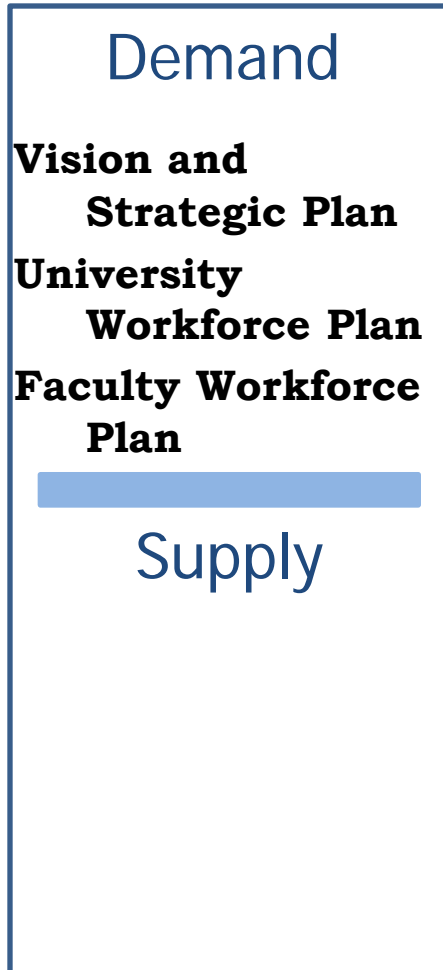 Demand
Vision and
Strategic Plan
University
Workforce Plan
Faculty Workforce
Plan
Supply